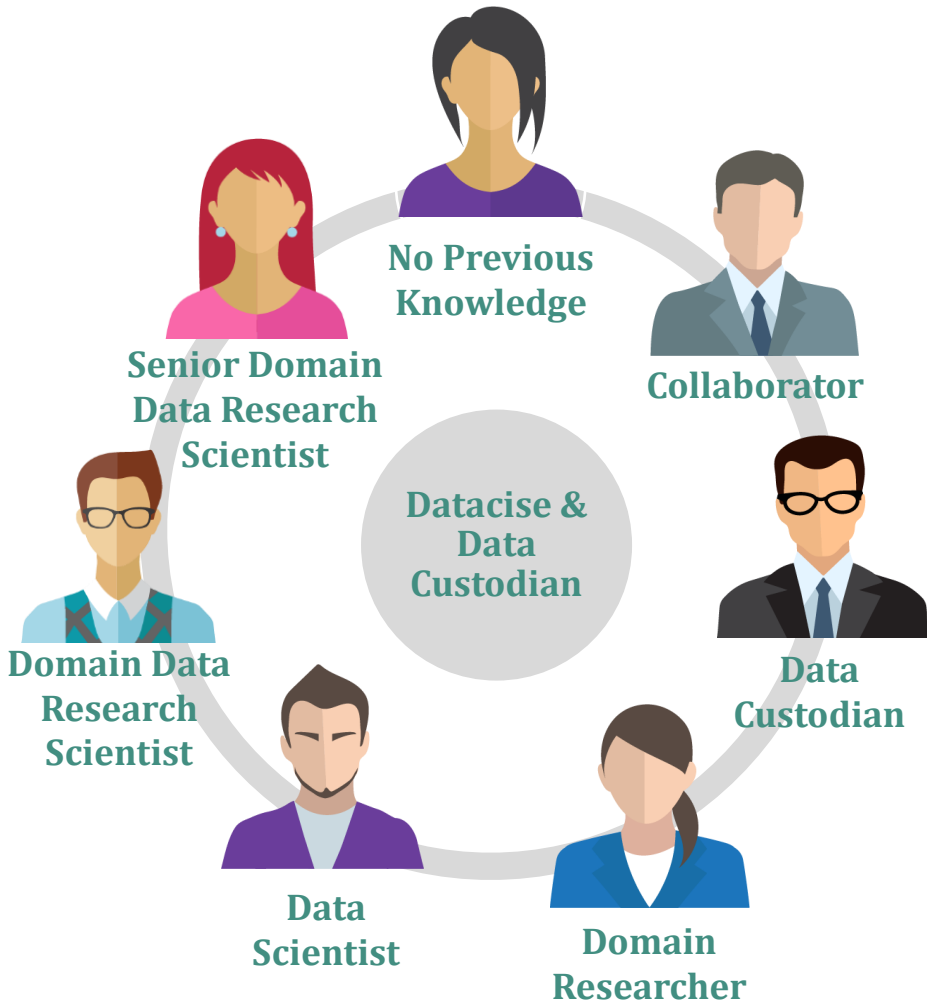 No Previous
Knowledge
Collaborator
Data
Custodian
Domain
Researcher
Data
Scientist
Domain Data
Research
Scientist
Senior Domain
Data Research
Scientist
Datacise &
Data
Custodian